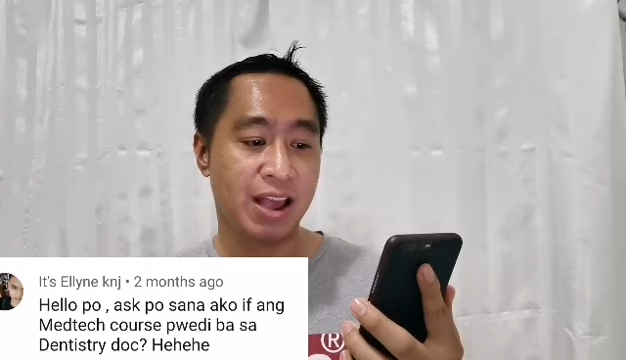 It's Ellyne knj • 2 months ago
Hello po , ask po sana ako if ang
Medtech course pwedi ba sa
Dentistry doc? Hehehe
®